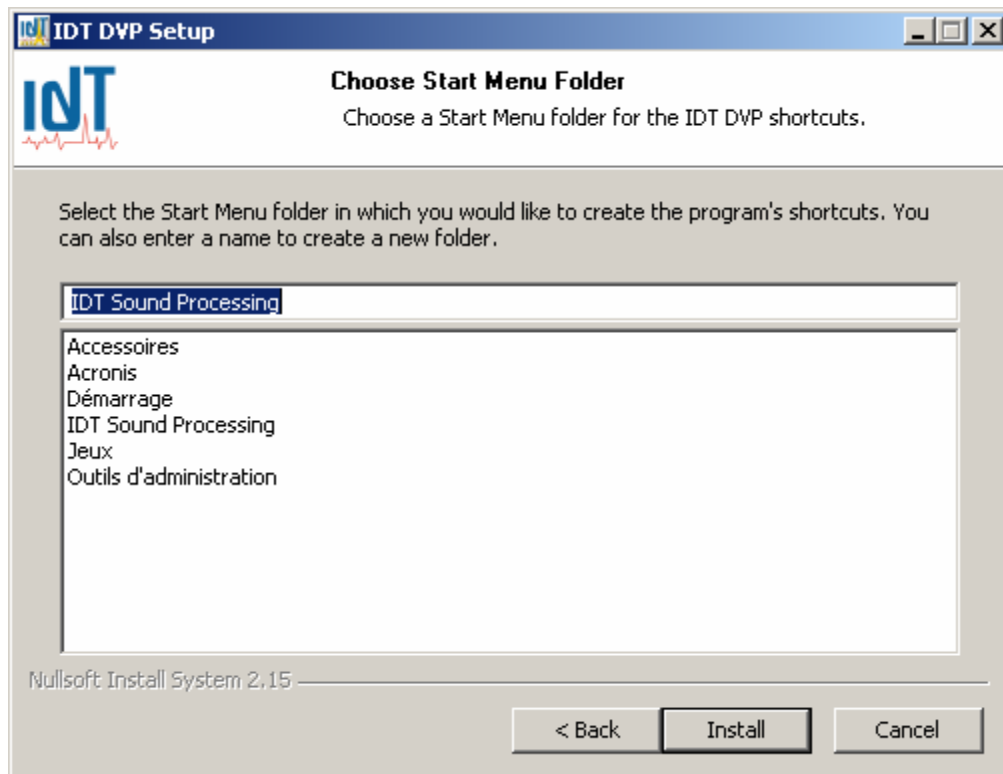 IDT DVP Setup
IDT
Choose Start Menu Folder
Choose a Start Menu folder for the IDT DVP shortcuts.
Select the Start Menu folder in which you would like to create the program's shortcuts. You
can also enter a name to create a new folder.
IDT Sound Processing
Accessoires
Acronis
Démarrage
IDT Sound Processing
Jeux
Outils d'administration
Nullsoft Install System 2.15
< Back
Install
Cancel